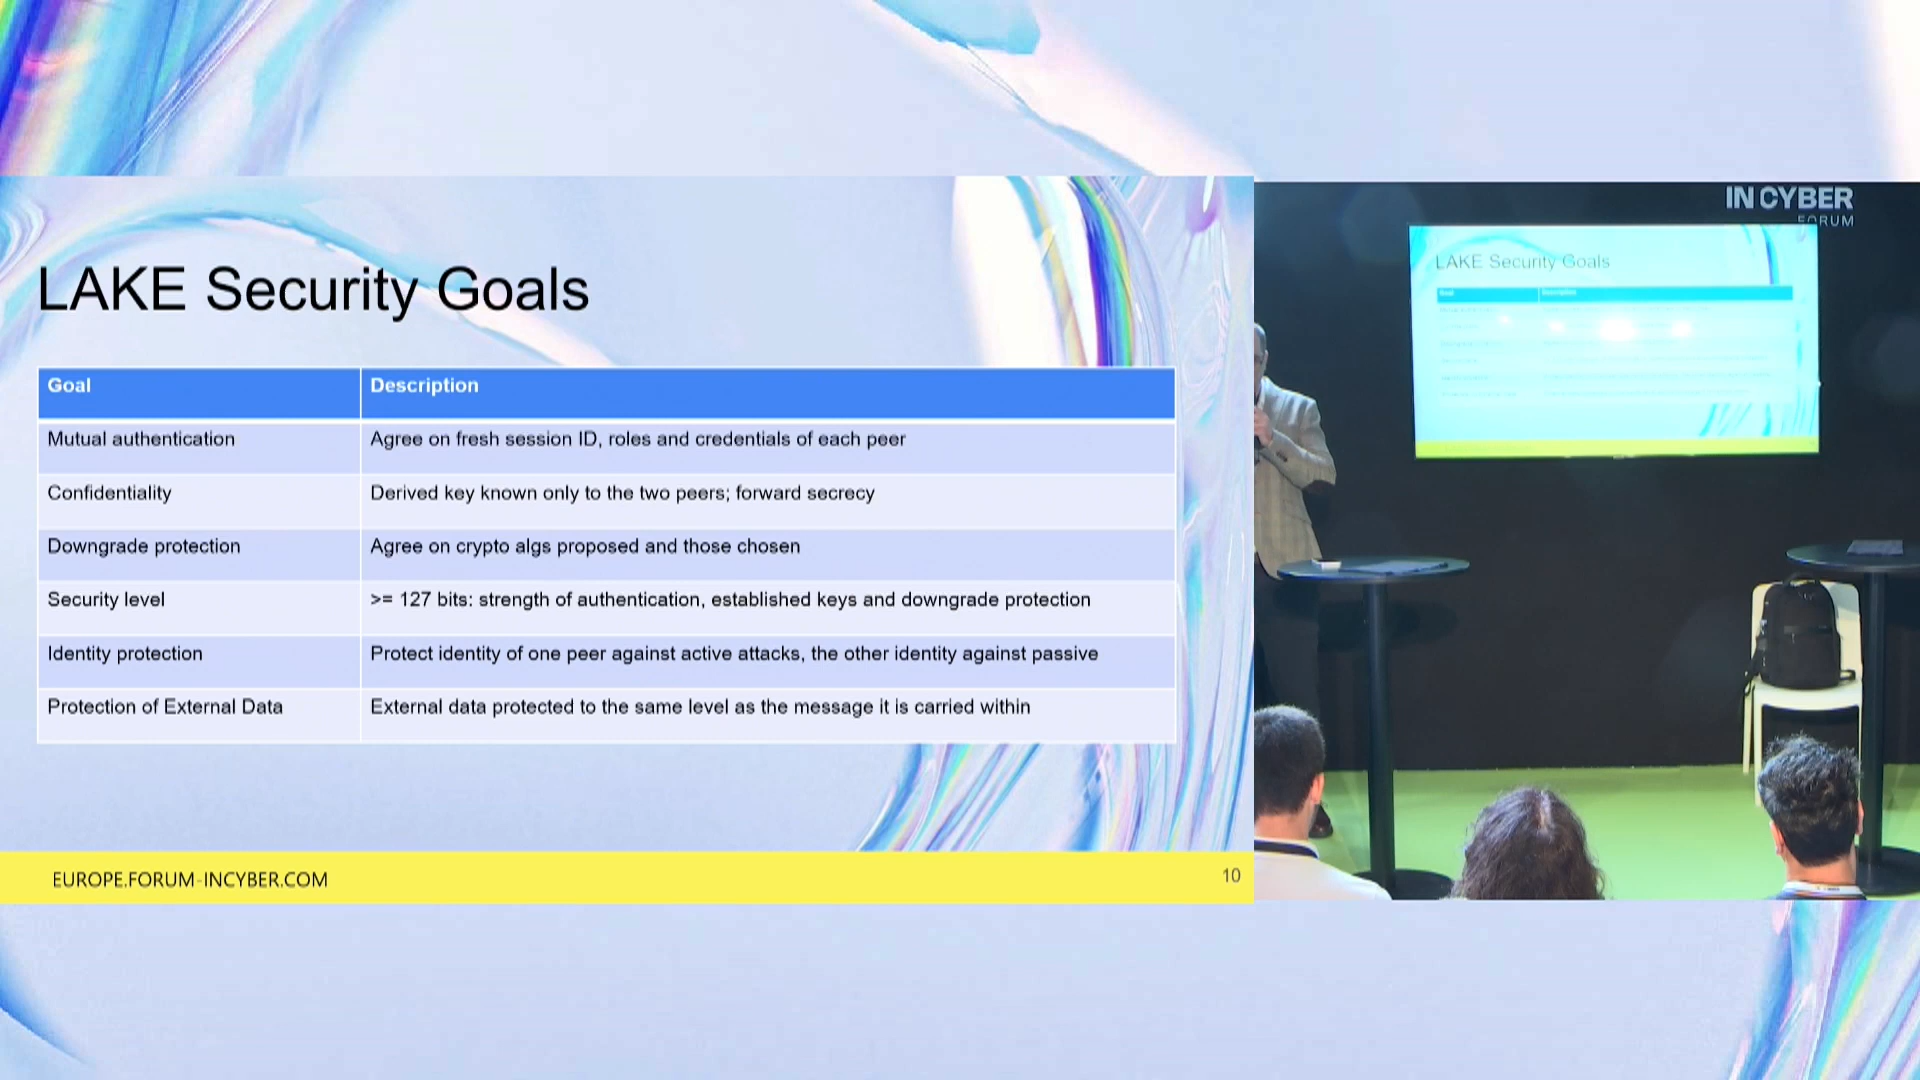 LAKE Security Goals
Goal Description
Mutual authentication Agree on fresh session ID, roles and credentials of each peer
Confidentiality Derived key known only to the two peers; forward secrecy
Downgrade protection Agree on crypto algs proposed and those chosen
Security level >= 127 bits: strength of authentication, established keys and downgrade protection
Identity protection Protect identity of one peer against active attacks, the other identity against passive
Protection of External Data External data protected to the same level as the message it is carried within
EUROPE.FORUM-INCYBER.COM
10
IN CYBER
FORUM
LAKE Security Goals
Goal Description